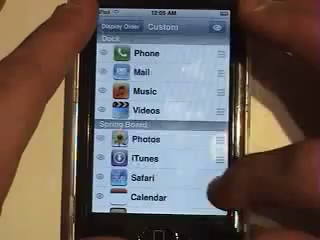 iPod
12:05 AM
Display Order
Custom
Dock
Phone
Mail
Music
Videos
Spring Board
Photos
iTunes
Safari
Calendar